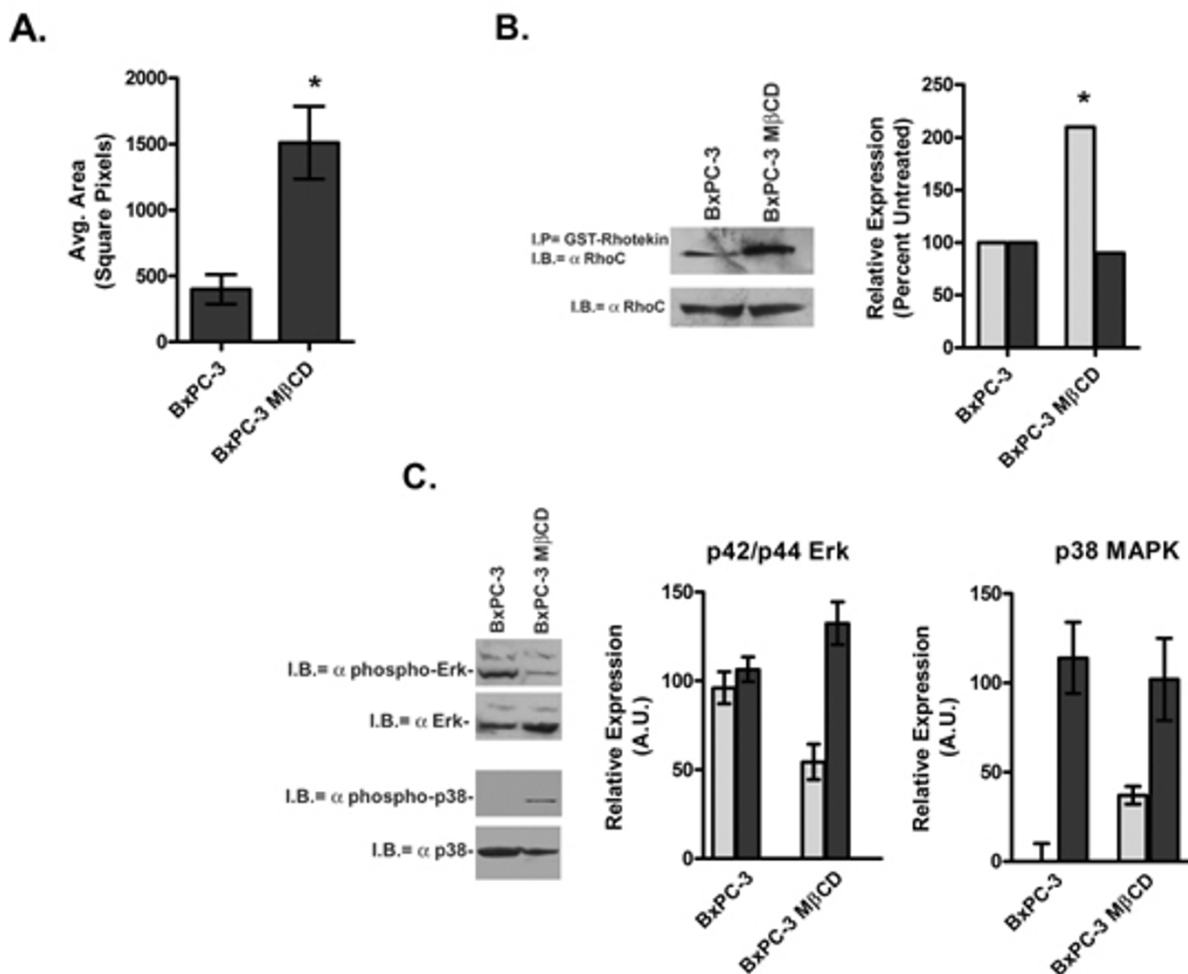 A.
Avg. Area
(Square Pixels)
2000
1500
1000
500
0
*
BxPC-3
BxPC-3 MβCD
B.
BxPC-3
BxPC-3 MβCD
I.P= GST-Rhotekin
I.B.= α RhoC
I.B.= α RhoC
Relative Expression
(Percent Untreated)
250
200
150
100
50
0
*
BxPC-3
BxPC-3 MβCD
C.
BxPC-3
BxPC-3 MβCD
I.B.= α phospho-Erk-
I.B.= α Erk-
I.B.= α phospho-p38-
I.B.= α p38-
p42/p44 Erk
Relative Expression
(A.U.)
150
100
50
0
BxPC-3
BxPC-3 MβCD
p38 MAPK
Relative Expression
(A.U.)
150
100
50
0
BxPC-3
BxPC-3 MβCD